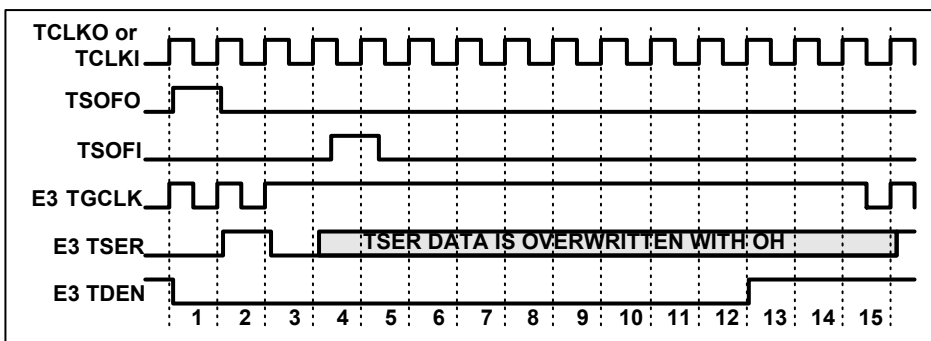 TCLKO or
TCLKI
TSOFO
TSOFI
E3 TGCLK
E3 TSER TSER DATA IS OVERWRITTEN WITH OH
E3 TDEN
1 2 3 4 5 6 7 8 9 10 11 12 13 14 15